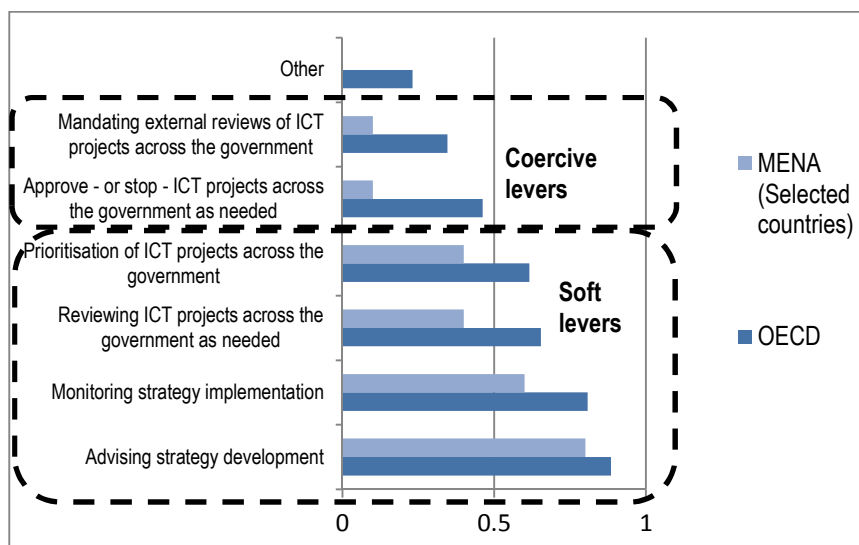 Other
Mandating external reviews of ICT
projects across the government
Approve - or stop - ICT projects across
the government as needed
Coercive
levers
Prioritisation of ICT projects across the
government
Reviewing ICT projects across the
government as needed
Monitoring strategy implementation
Advising strategy development
Soft
levers
0
0.5
1
MENA
(Selected
countries)
OECD